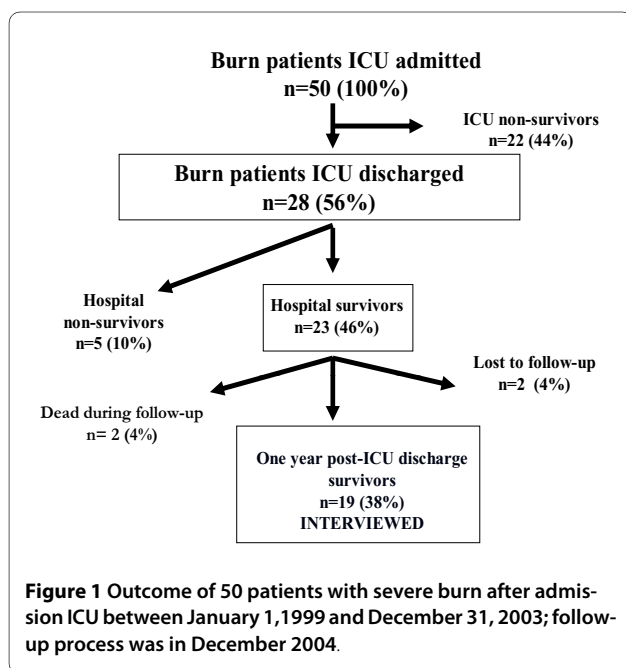 Burn patients ICU admitted
n=50 (100%)
ICU non-survivors
n=22 (44%)
Burn patients ICU discharged
n=28 (56%)
Hospital
non-survivors
n=5 (10%)
Hospital survivors
n=23 (46%)
Lost to follow-up
n=2 (4%)
Dead during follow-up
n= 2 (4%)
One year post-ICU discharge
survivors
n=19 (38%)
INTERVIEWED
Figure 1 Outcome of 50 patients with severe burn after admis-
sion ICU between January 1,1999 and December 31, 2003; follow-
up process was in December 2004.